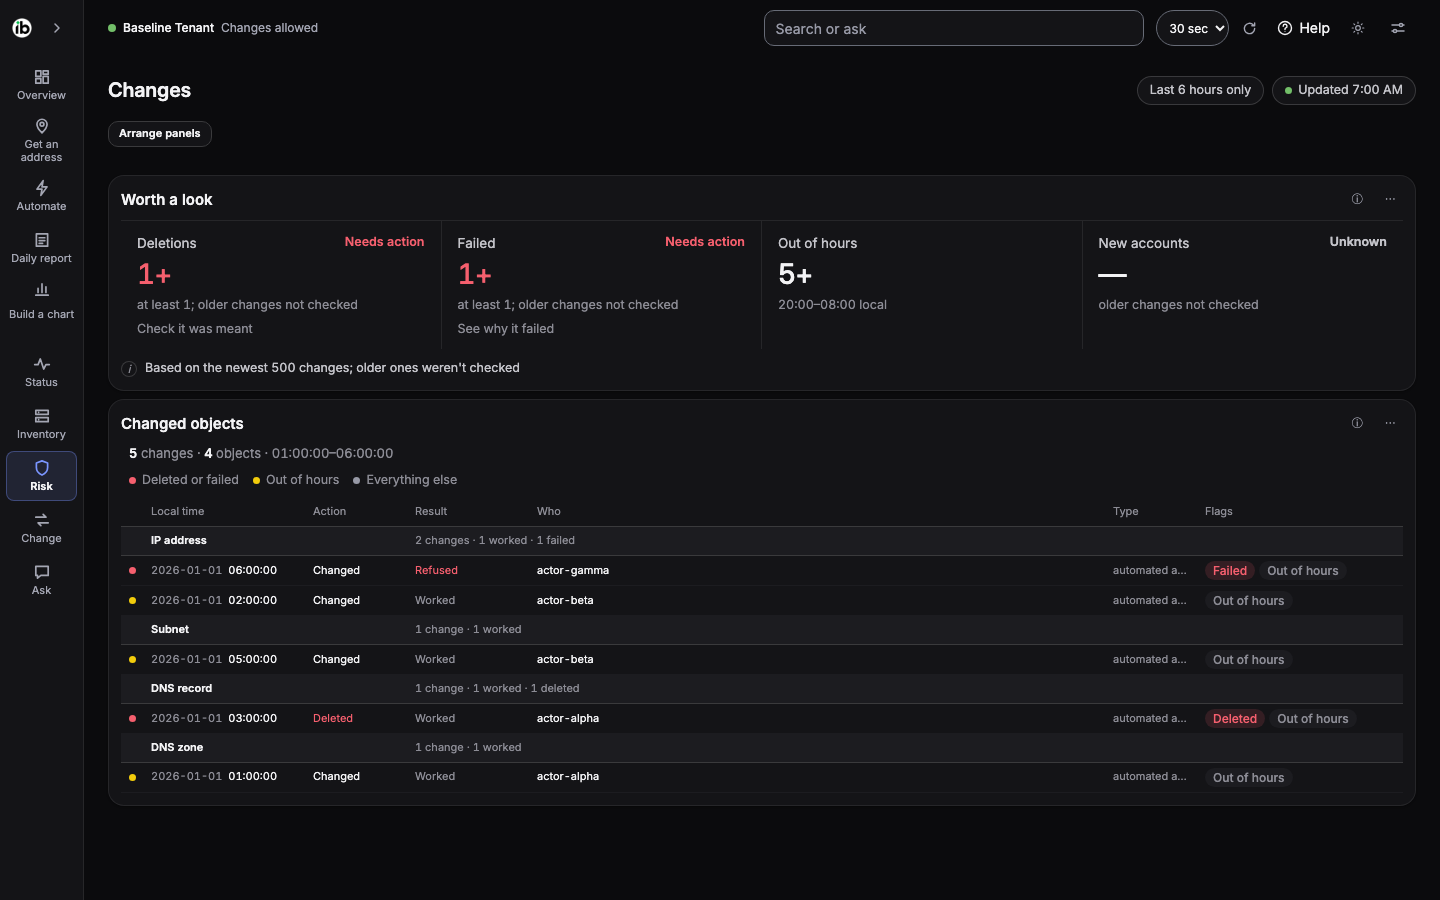 ib
Baseline Tenant Changes allowed
Search or ask
30 sec
Help
Overview
Get an
address
Automate
Daily report
Build a chart
Status
Inventory
Risk
Change
Ask
Changes
Last 6 hours only
Updated 7:00 AM
Arrange panels
Worth a look
Deletions Needs action
1+
at least 1; older changes not checked
Check it was meant
Failed Needs action
1+
at least 1; older changes not checked
See why it failed
Out of hours
5+
20:00–08:00 local
New accounts Unknown
—
older changes not checked
i Based on the newest 500 changes; older ones weren't checked
Changed objects
5 changes · 4 objects · 01:00:00–06:00:00
Deleted or failed Out of hours Everything else
Local time Action Result Who Type Flags
IP address 2 changes · 1 worked · 1 failed
2026-01-01 06:00:00 Changed Refused actor-gamma automated a... Failed Out of hours
2026-01-01 02:00:00 Changed Worked actor-beta automated a... Out of hours
Subnet 1 change · 1 worked
2026-01-01 05:00:00 Changed Worked actor-beta automated a... Out of hours
DNS record 1 change · 1 worked · 1 deleted
2026-01-01 03:00:00 Deleted Worked actor-alpha automated a... Deleted Out of hours
DNS zone 1 change · 1 worked
2026-01-01 01:00:00 Changed Worked actor-alpha automated a... Out of hours